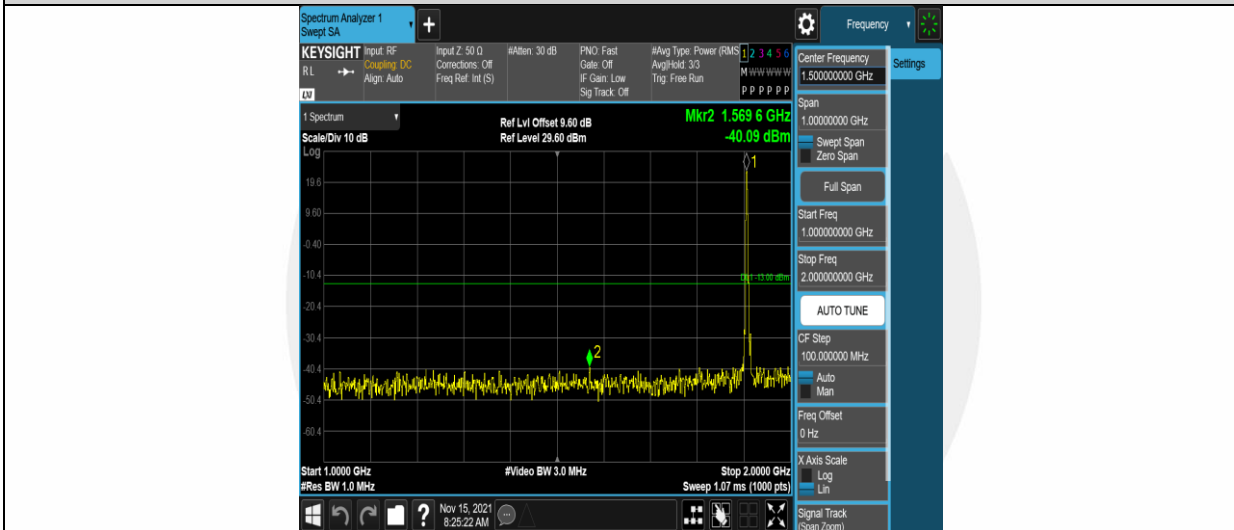 Spectrum Analyzer 1
Swept SA
+
Frequency
KEYSIGHT
RL
LXI
Input: RF
Coupling: DC
Align: Auto
Input Z: 50 Ω
Corrections: Off
Freq Ref: Int (S)
#Atten: 30 dB
PNO: Fast
Gate: Off
IF Gain: Low
Sig Track: Off
#Avg Type: Power (RMS
Avg|Hold: 3/3
Trig: Free Run
1 2 3 4 5 6
M W W W W W
P P P P P P
1 Spectrum
Scale/Div 10 dB
Log
Ref Lvl Offset 9.60 dB
Ref Level 29.60 dBm
Mkr2 1.569 6 GHz
-40.09 dBm
1
19.6
9.60
-0.40
-10.4
DL1 -13.00 dBm
-20.4
-30.4
2
-40.4
-50.4
-60.4
Start 1.0000 GHz
#Video BW 3.0 MHz
Stop 2.0000 GHz
#Res BW 1.0 MHz
Sweep 1.07 ms (1000 pts)
?
Nov 15, 2021
8:25:22 AM
Center Frequency
1.500000000 GHz
Settings
Span
1.00000000 GHz
Swept Span
Zero Span
Full Span
Start Freq
1.000000000 GHz
Stop Freq
2.000000000 GHz
AUTO TUNE
CF Step
100.000000 MHz
Auto
Man
Freq Offset
0 Hz
X Axis Scale
Log
Lin
Signal Track
(Span Zoom)